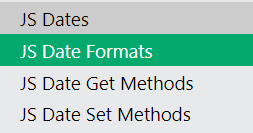 JS Dates
JS Date Formats
JS Date Get Methods
JS Date Set Methods